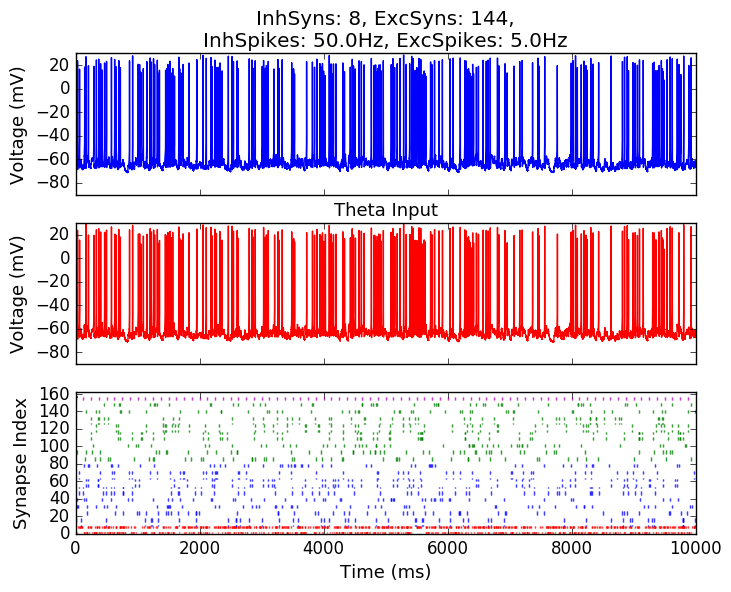 InhSyns: 8, ExcSyns: 144,
InhSpikes: 50.0Hz, ExcSpikes: 5.0Hz
20
0
−20
−40
−60
−80
Voltage (mV)
Theta Input
20
0
−20
−40
−60
−80
Voltage (mV)
160
140
120
100
80
60
40
20
0
Synapse Index
0 2000 4000 6000 8000 10000
Time (ms)